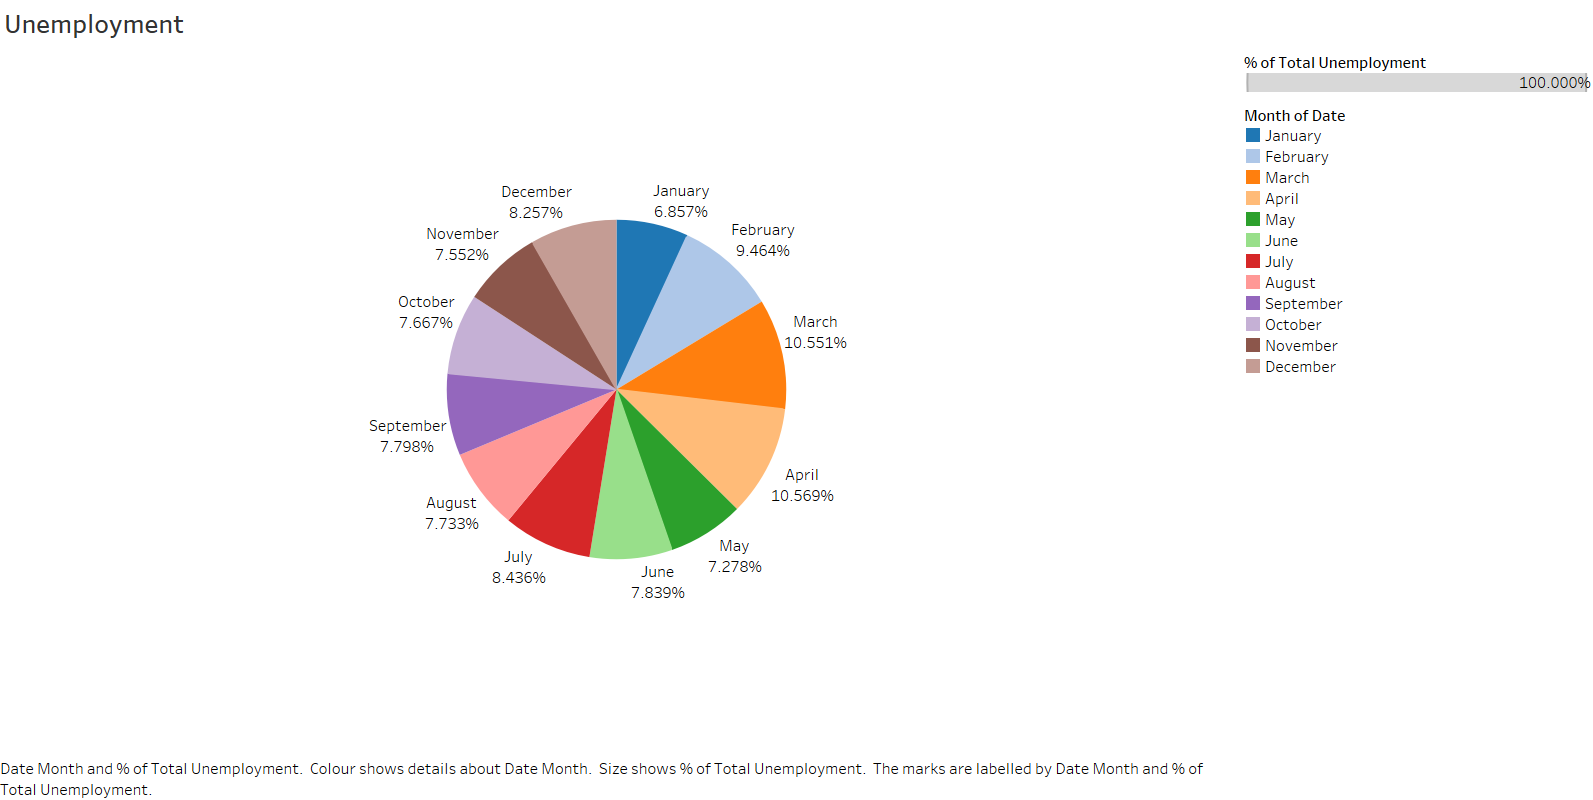 Unemployment
% of Total Unemployment
100.000%
Month of Date
January
February
March
April
May
June
July
August
September
October
November
December
December
8.257%
January
6.857%
November
7.552%
February
9.464%
October
7.667%
March
10.551%
September
7.798%
April
10.569%
August
7.733%
May
7.278%
July
8.436%
June
7.839%
Date Month and % of Total Unemployment.  Colour shows details about Date Month.  Size shows % of Total Unemployment.  The marks are labelled by Date Month and % of
Total Unemployment.